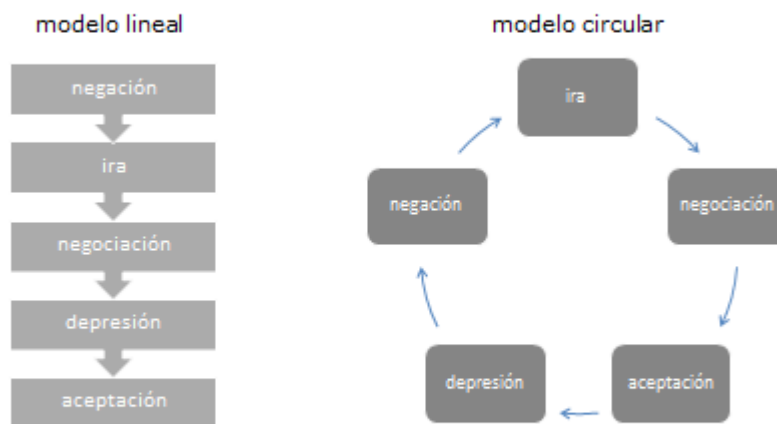 modelo lineal
negación
ira
negociación
depresión
aceptación
modelo circular
ira
negociación
aceptación
depresión
negación